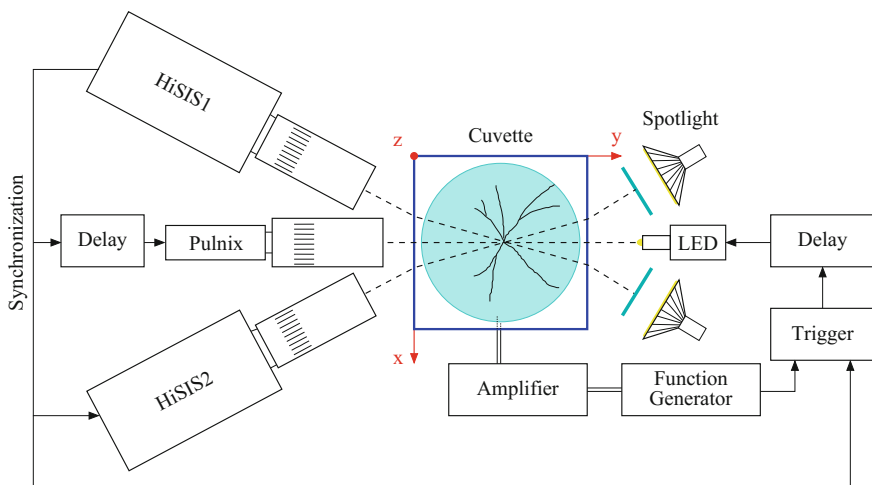 HiSIS1
z
Cuvette
y
Spotlight
Synchronization
Delay
Pulnix
LED
Delay
HiSIS2
x
Amplifier
Function
Generator
Trigger